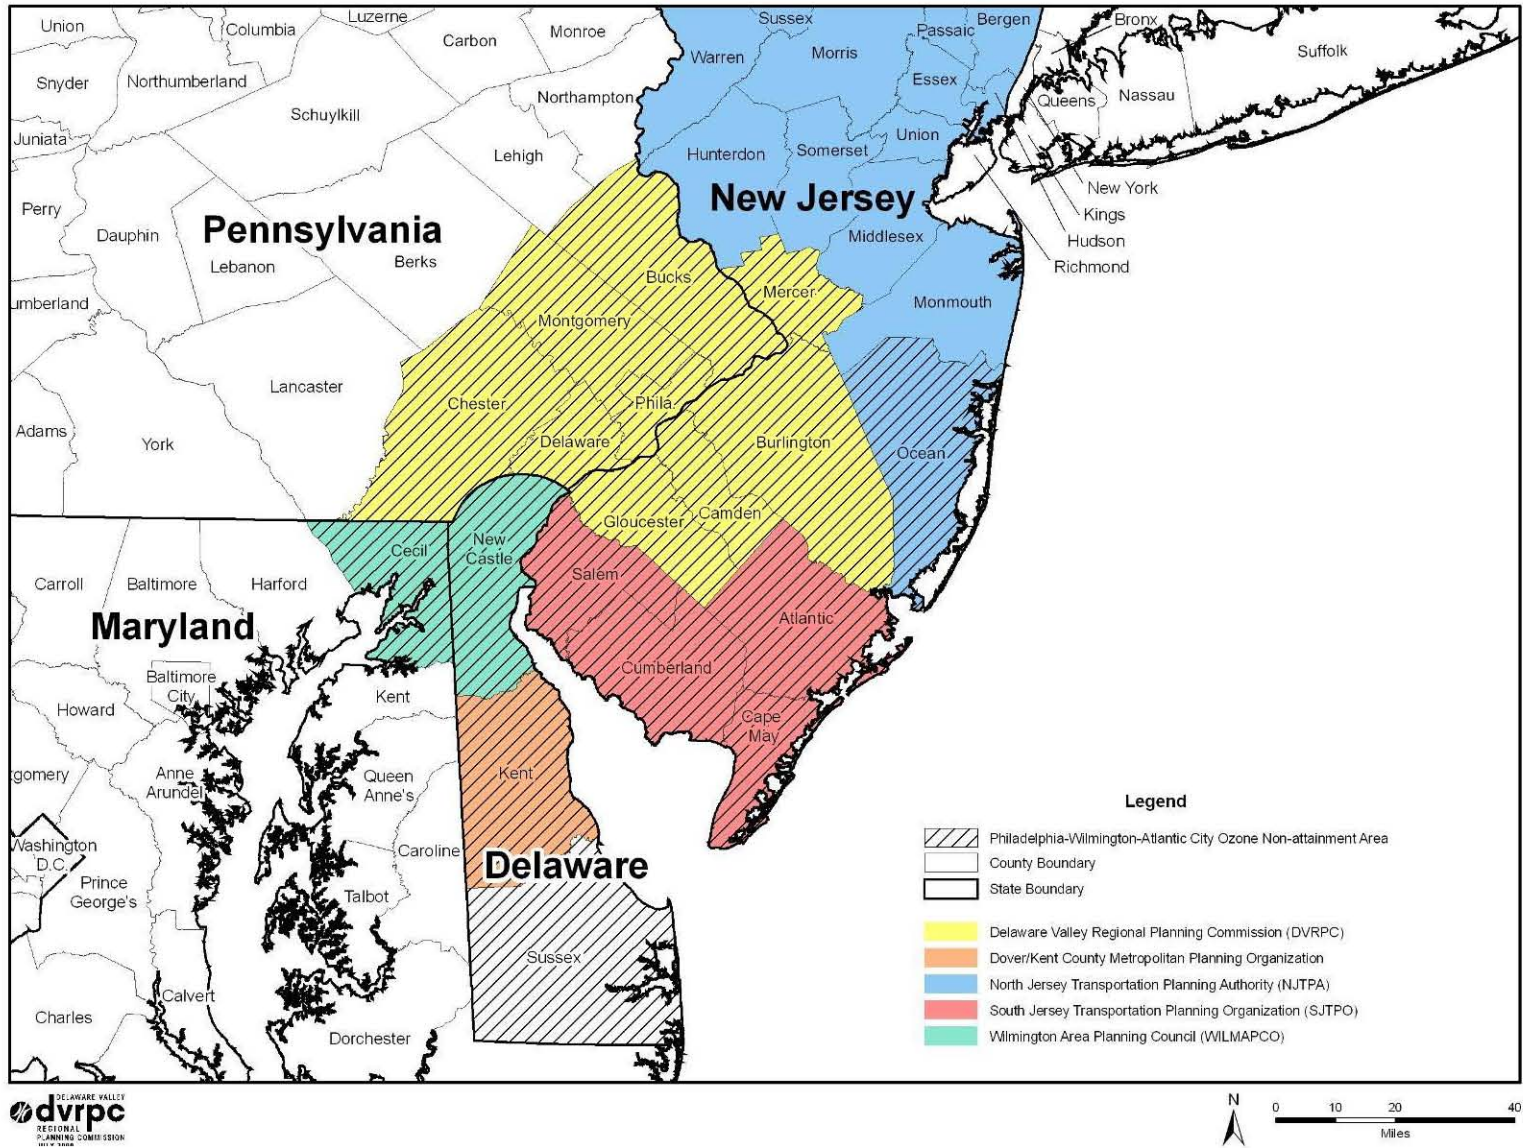 Union
Columbia
Luzerne
Carbon
Monroe
Sussex
Passaic
Bergen
Bronx
Suffolk
Snyder
Northumberland
Warren
Morris
Essex
Queens
Nassau
Northampton
Schuylkill
Juniata
Lehigh
Hunterdon
Somerset
Union
New Jersey
New York
Perry
Kings
Pennsylvania
Dauphin
Lebanon
Berks
Middlesex
Hudson
Richmond
Bucks
Mercer
umberland
Monmouth
Montgomery
Lancaster
Chester
Phila.
Adams
York
Delaware
Burlington
Ocean
Gloucester
Camden
New
Castle
Cecil
Carroll
Baltimore
Harford
Salem
Maryland
Atlantic
Cumberland
Baltimore
City
Kent
Howard
Cape
May
gomery
Anne
Arundel
Queen
Anne's
Kent
Washington
D.C.
Caroline
Delaware
Prince
George's
Talbot
Sussex
Calvert
Charles
Dorchester
Legend
Philadelphia-Wilmington-Atlantic City Ozone Non-attainment Area
County Boundary
State Boundary
Delaware Valley Regional Planning Commission (DVRPC)
Dover/Kent County Metropolitan Planning Organization
North Jersey Transportation Planning Authority (NJTPA)
South Jersey Transportation Planning Organization (SJTPO)
Wilmington Area Planning Council (WILMAPCO)
DELAWARE VALLEY
dvrpc
REGIONAL
PLANNING COMMISSION
N
0 10 20 40
Miles